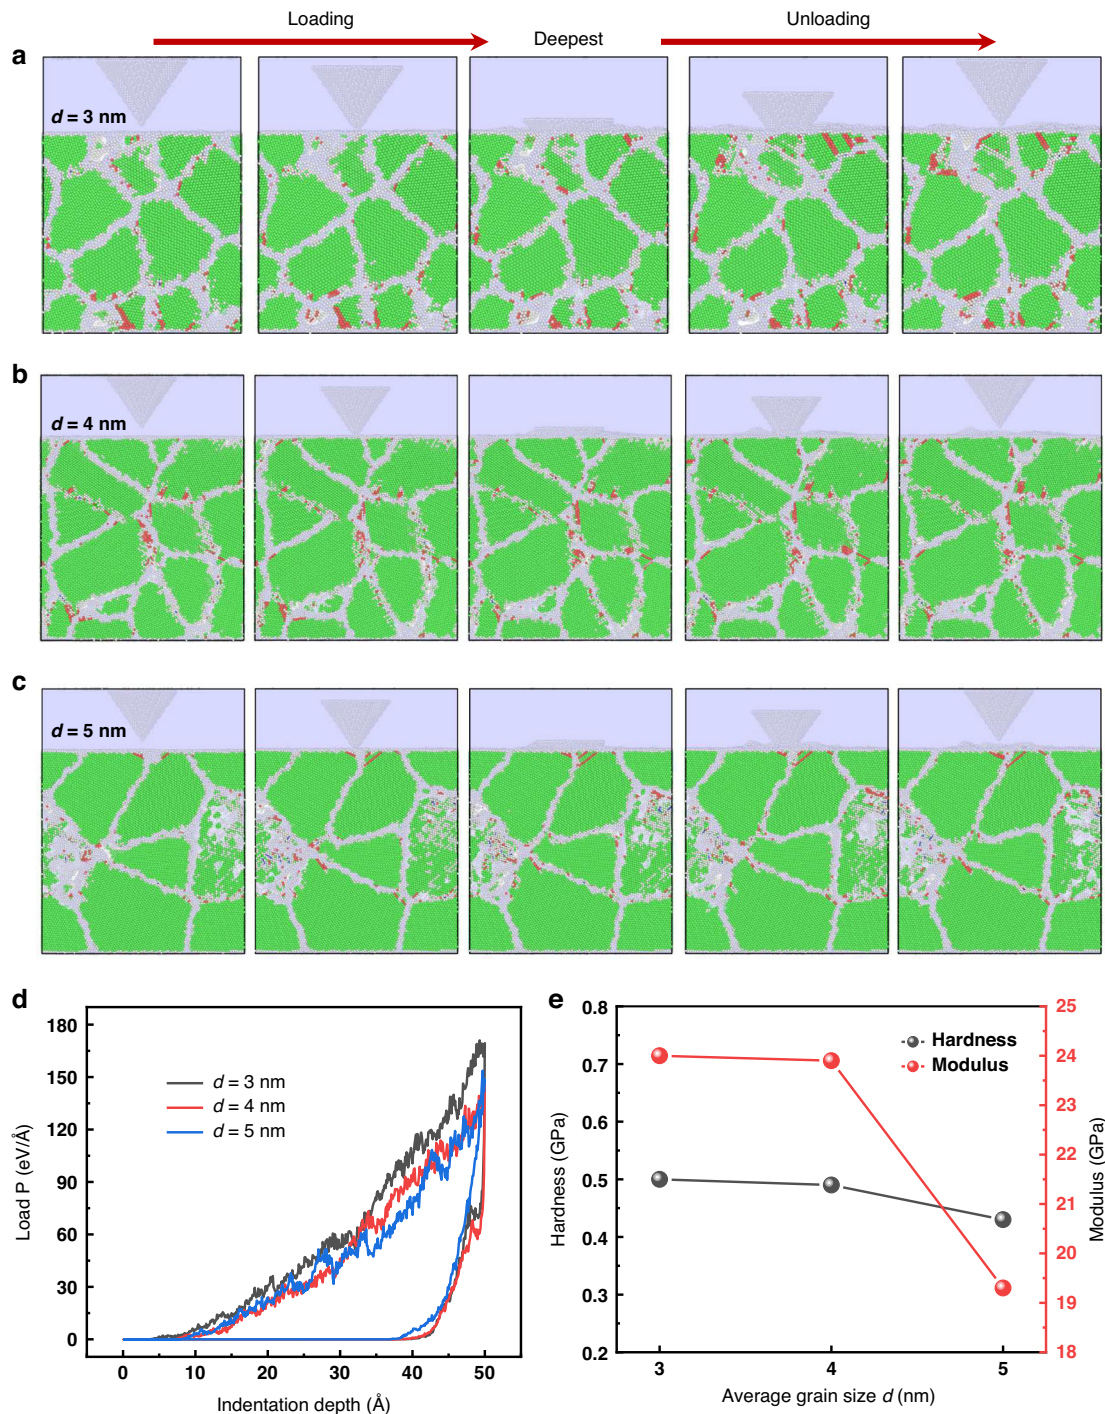 Loading
Deepest
Unloading
a
d = 3 nm
b
d = 4 nm
c
d = 5 nm
d
180
150
120
90
60
30
0
Load P (eV/Å)
d = 3 nm
d = 4 nm
d = 5 nm
0 10 20 30 40 50
Indentation depth (Å)
e
0.8
0.7
0.6
0.5
0.4
0.3
0.2
Hardness (GPa)
Hardness
Modulus
25
24
23
22
21
20
19
18
Modulus (GPa)
3 4 5
Average grain size d (nm)